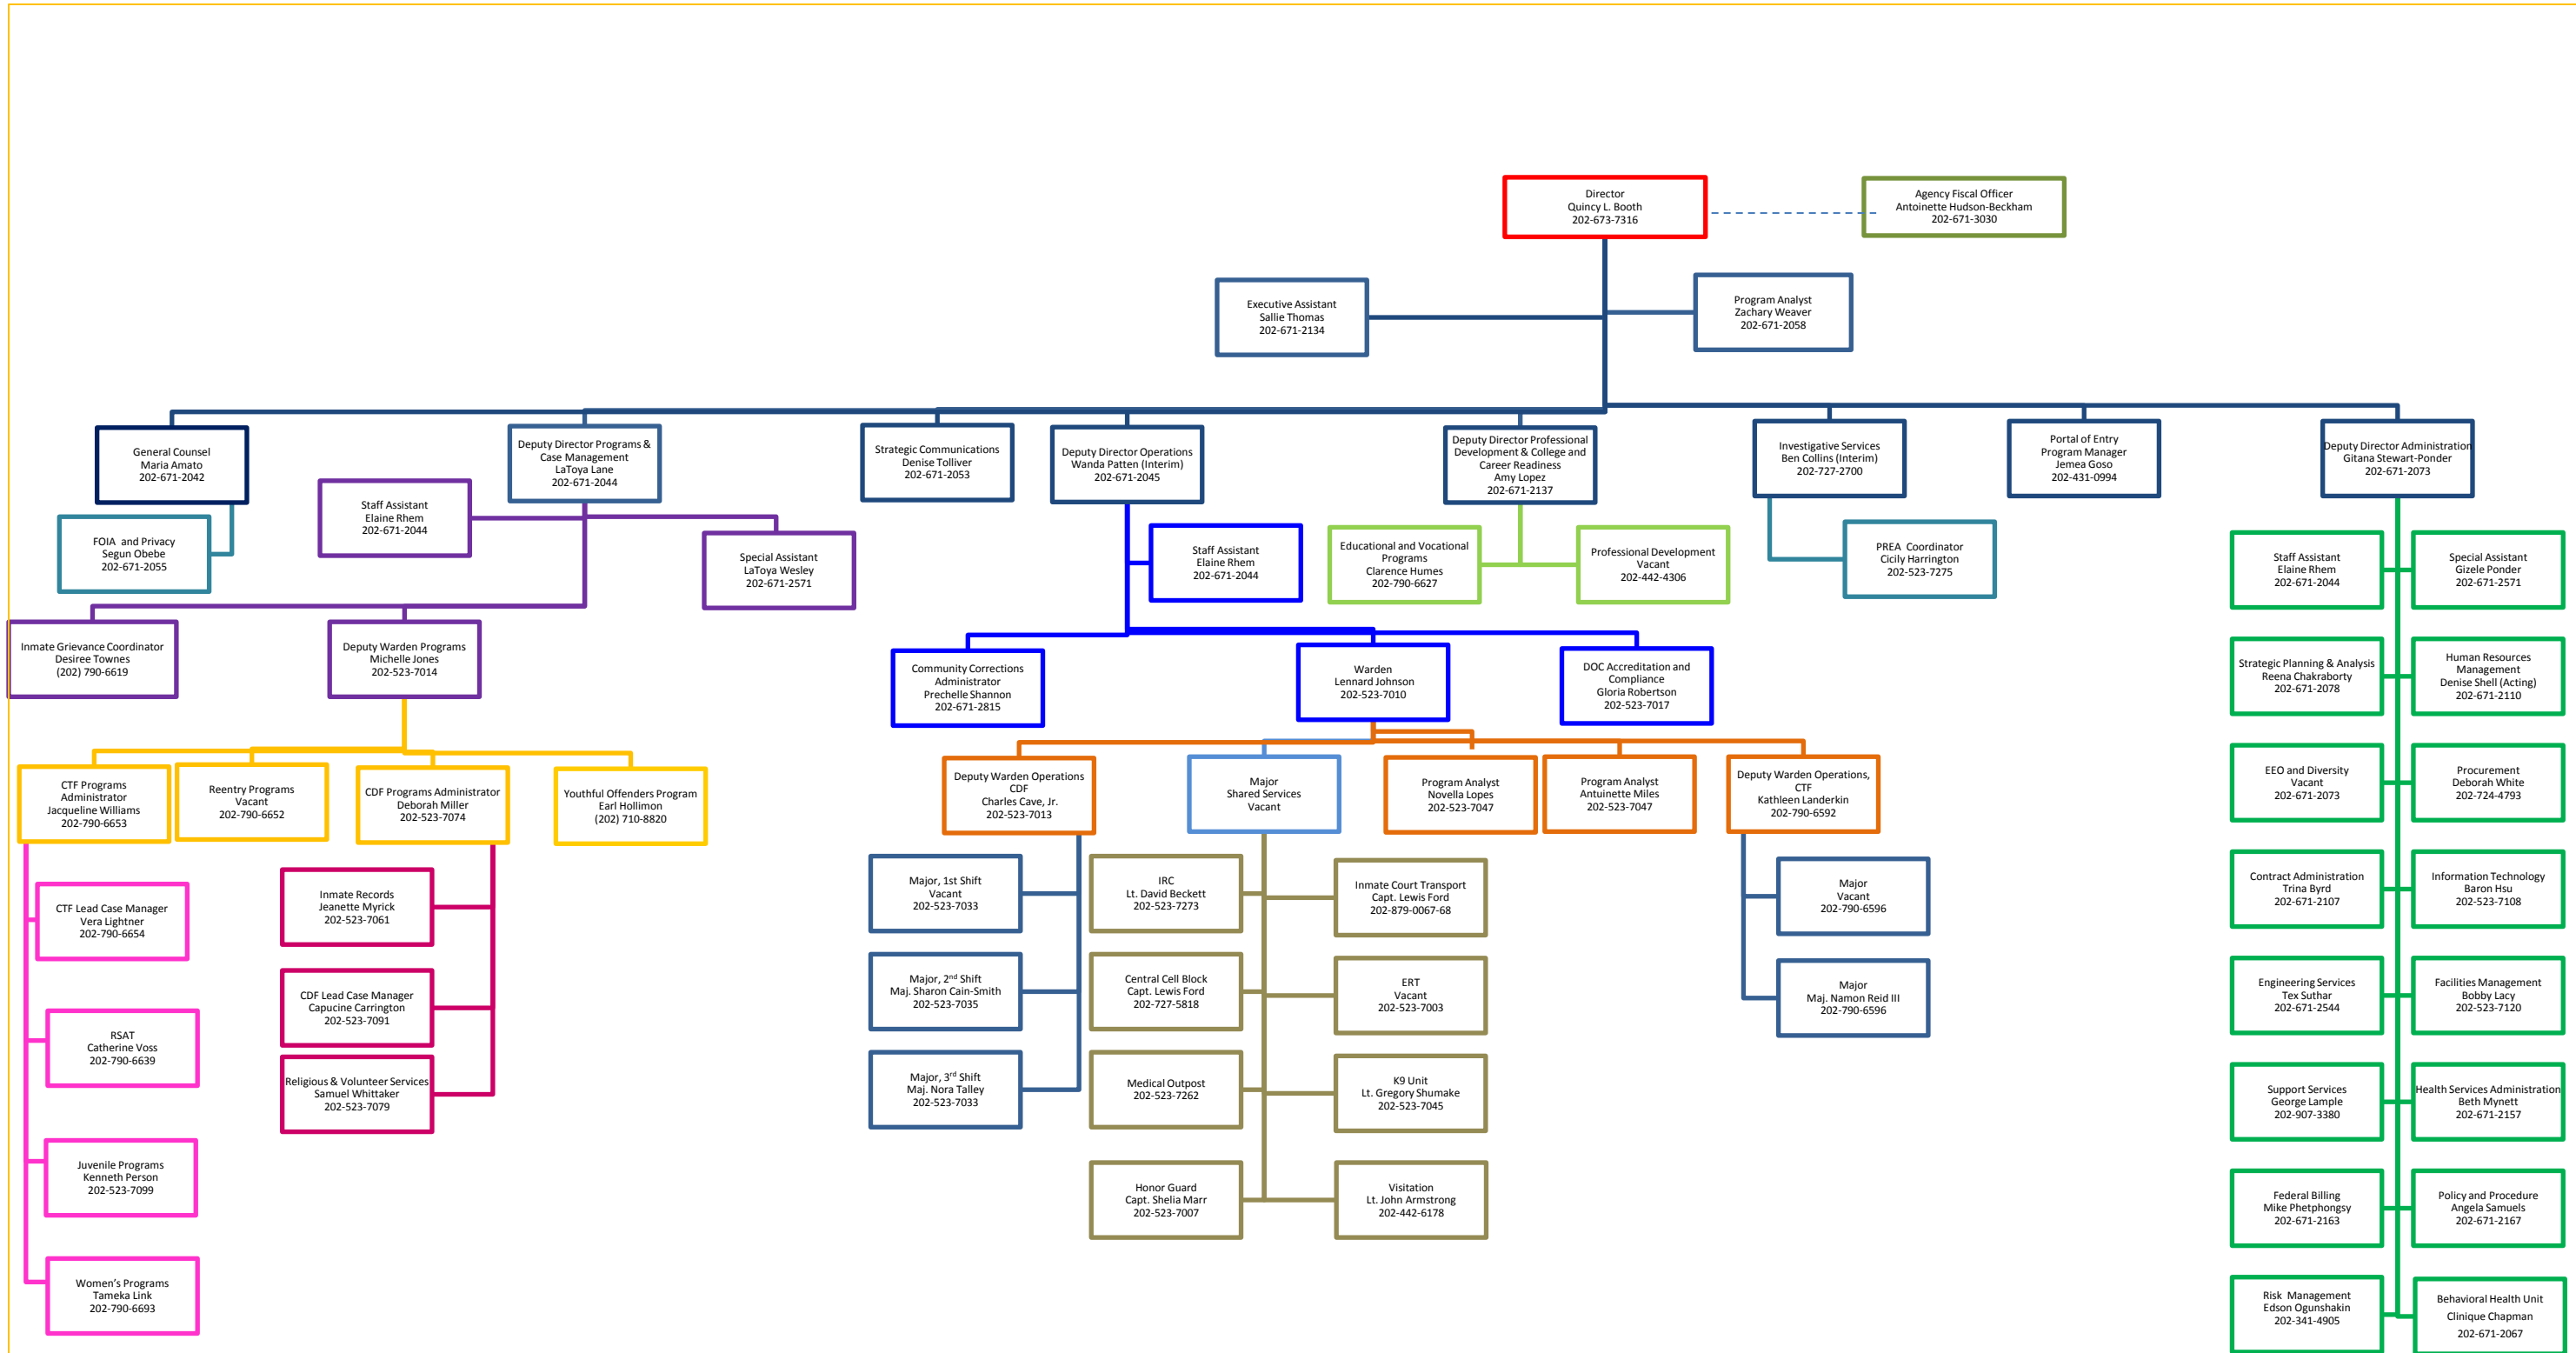 Director
Quincy L. Booth
202-673-7316
Agency Fiscal Officer
Antoinette Hudson-Beckham
202-671-3030
Executive Assistant
Sallie Thomas
202-671-2134
Program Analyst
Zachary Weaver
202-671-2058
General Counsel
Maria Amato
202-671-2042
Deputy Director Programs &
Case Management
LaToya Lane
202-671-2044
Strategic Communications
Denise Tolliver
202-671-2053
Deputy Director Operations
Wanda Patten (Interim)
202-671-2045
Deputy Director Professional
Development & College and
Career Readiness
Amy Lopez
202-671-2137
Investigative Services
Ben Collins (Interim)
202-727-2700
Portal of Entry
Program Manager
Jemea Goso
202-431-0994
Deputy Director Administration
Gitana Stewart-Ponder
202-671-2073
FOIA and Privacy
Segun Obebe
202-671-2055
Staff Assistant
Elaine Rhem
202-671-2044
Special Assistant
LaToya Wesley
202-671-2571
Staff Assistant
Elaine Rhem
202-671-2044
Educational and Vocational
Programs
Clarence Humes
202-790-6627
Professional Development
Vacant
202-442-4306
PREA Coordinator
Cicily Harrington
202-523-7275
Staff Assistant
Elaine Rhem
202-671-2044
Special Assistant
Gizele Ponder
202-671-2571
Inmate Grievance Coordinator
Desiree Townes
(202) 790-6619
Deputy Warden Programs
Michelle Jones
202-523-7014
Community Corrections
Administrator
Prechelle Shannon
202-671-2815
Warden
Lennard Johnson
202-523-7010
DOC Accreditation and
Compliance
Gloria Robertson
202-523-7017
Strategic Planning & Analysis
Reena Chakraborty
202-671-2078
Human Resources
Management
Denise Shell (Acting)
202-671-2110
CTF Programs
Administrator
Jacqueline Williams
202-790-6653
Reentry Programs
Vacant
202-790-6652
CDF Programs Administrator
Deborah Miller
202-523-7074
Youthful Offenders Program
Earl Hollimon
(202) 710-8820
Deputy Warden Operations
CDF
Charles Cave, Jr.
202-523-7013
Major
Shared Services
Vacant
Program Analyst
Novella Lopes
202-523-7047
Program Analyst
Antuinette Miles
202-523-7047
Deputy Warden Operations,
CTF
Kathleen Landerkin
202-790-6592
EEO and Diversity
Vacant
202-671-2073
Procurement
Deborah White
202-724-4793
CTF Lead Case Manager
Vera Lightner
202-790-6654
Inmate Records
Jeanette Myrick
202-523-7061
Major, 1st Shift
Vacant
202-523-7033
IRC
Lt. David Beckett
202-523-7273
Inmate Court Transport
Capt. Lewis Ford
202-879-0067-68
Major
Vacant
202-790-6596
Contract Administration
Trina Byrd
202-671-2107
Information Technology
Baron Hsu
202-523-7108
RSAT
Catherine Voss
202-790-6639
CDF Lead Case Manager
Capucine Carrington
202-523-7091
Major, 2nd Shift
Maj. Sharon Cain-Smith
202-523-7035
Central Cell Block
Capt. Lewis Ford
202-727-5818
ERT
Vacant
202-523-7003
Major
Maj. Namon Reid III
202-790-6596
Engineering Services
Tex Suthar
202-671-2544
Facilities Management
Bobby Lacy
202-523-7120
Religious & Volunteer Services
Samuel Whittaker
202-523-7079
Major, 3rd Shift
Maj. Nora Talley
202-523-7033
Medical Outpost
202-523-7262
K9 Unit
Lt. Gregory Shumake
202-523-7045
Support Services
George Lample
202-907-3380
Health Services Administration
Beth Mynett
202-671-2157
Juvenile Programs
Kenneth Person
202-523-7099
Honor Guard
Capt. Shelia Marr
202-523-7007
Visitation
Lt. John Armstrong
202-442-6178
Federal Billing
Mike Phetphongsy
202-671-2163
Policy and Procedure
Angela Samuels
202-671-2167
Women's Programs
Tameka Link
202-790-6693
Risk Management
Edson Ogunshakin
202-341-4905
Behavioral Health Unit
Clinique Chapman
202-671-2067